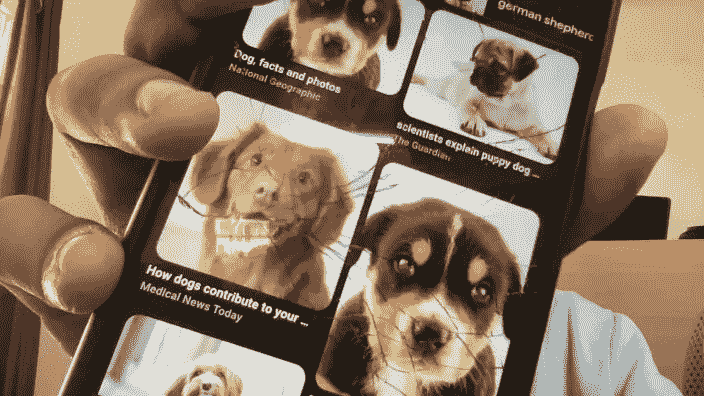 german shepherd
Dog, facts and photos
National Geographic
scientists explain puppy dog ...
The Guardian
How dogs contribute to your ...
Medical News Today